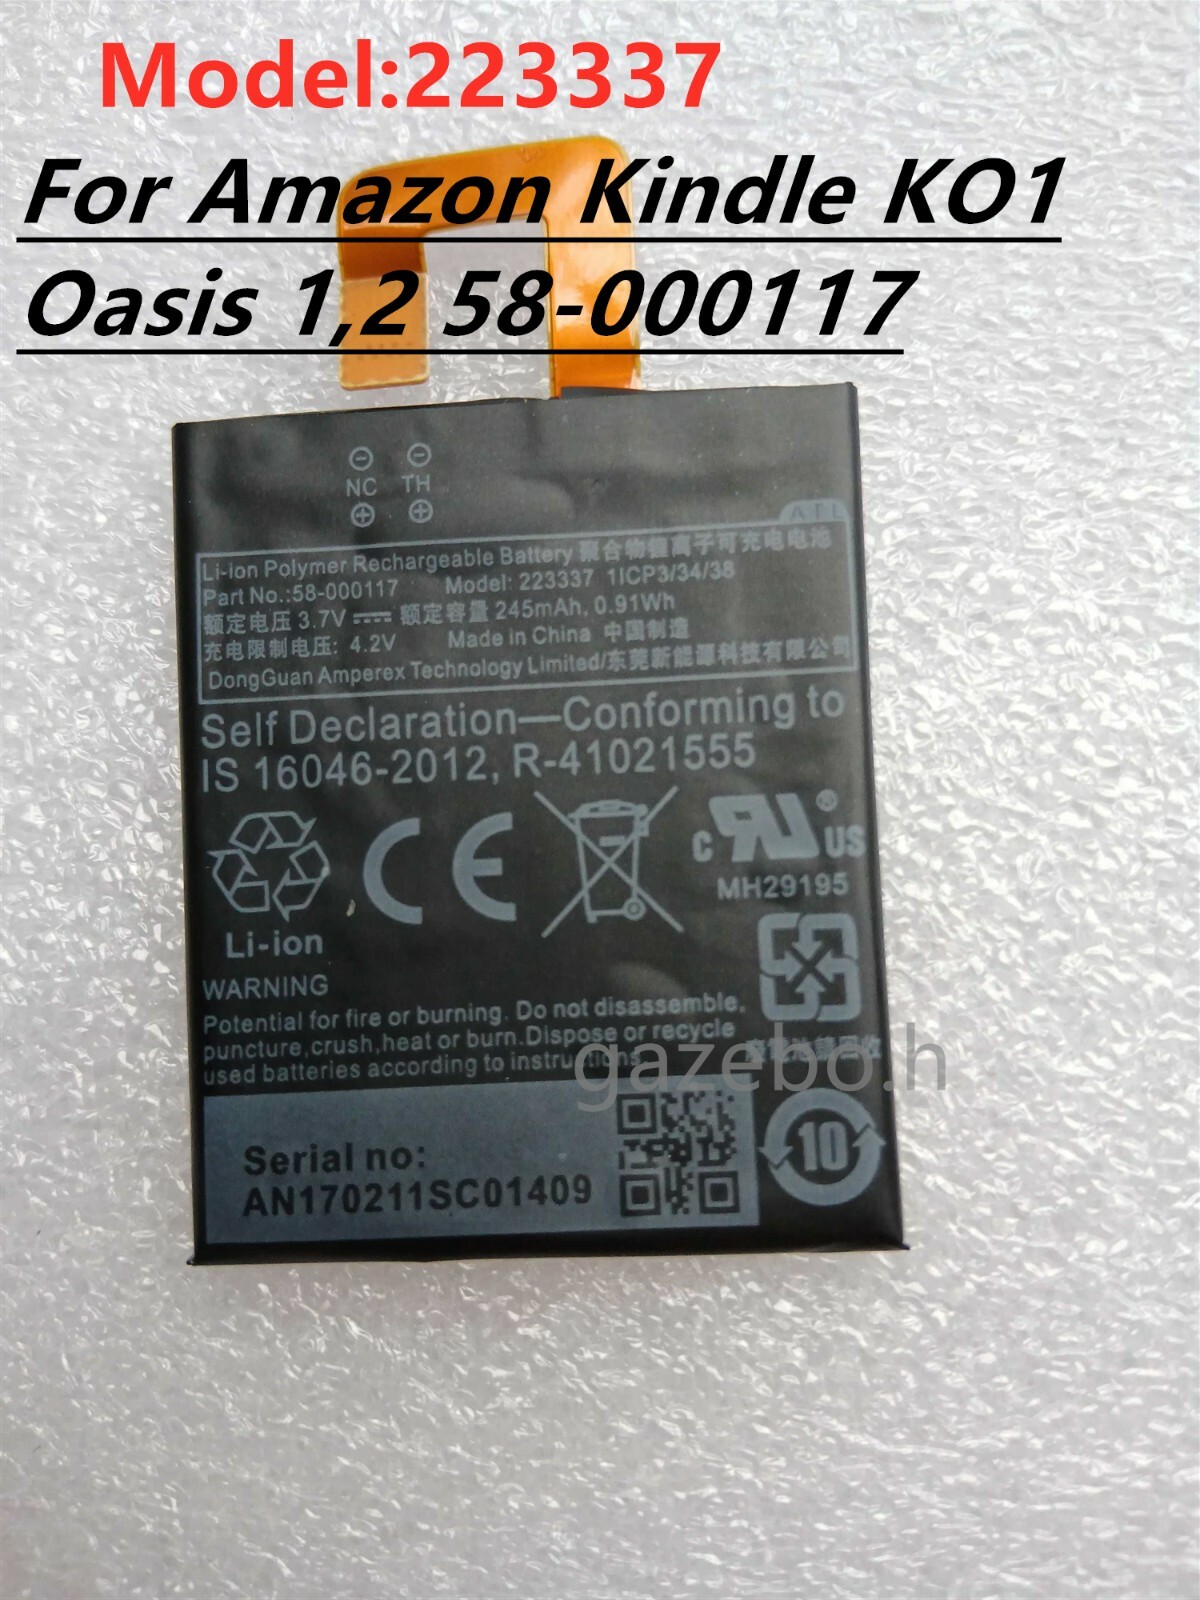 Model:223337
For Amazon Kindle KO1
Oasis 1,2 58-000117
NC TH
ATL
Li-ion Polymer Rechargeable Battery 聚合物锂离子可充电电池
Part No.:58-000117 Model: 223337 1ICP3/34/38
额定电压 3.7V 额定容量 245mAh, 0.91Wh
充电限制电压: 4.2V Made in China 中国制造
DongGuan Amperex Technology Limited/东莞新能源科技有限公司
Self Declaration—Conforming to
IS 16046-2012, R-41021555
CE
c RU US
MH29195
Li-ion
WARNING
Potential for fire or burning. Do not disassemble,
puncture,crush,heat or burn.Dispose or recycle
used batteries according to instructions.
gazebo.h
Serial no:
AN170211SC01409
10